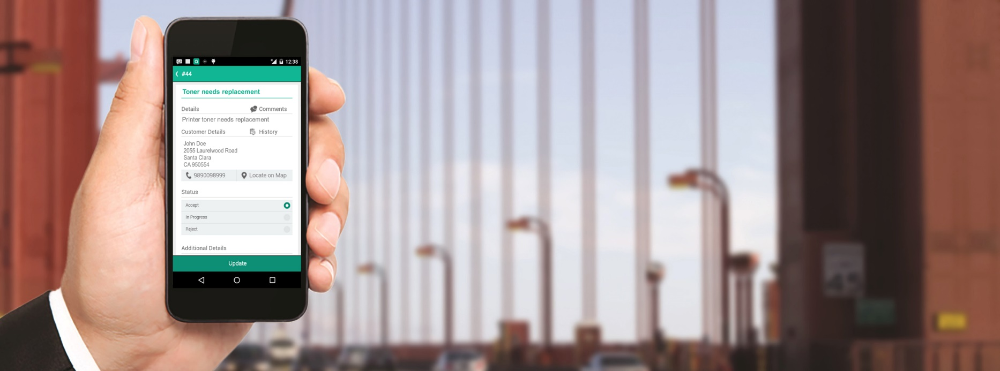 12:38
#44
Toner needs replacement
Details Comments
Printer toner needs replacement
Customer Details History
John Doe
2055 Laurelwood Road
Santa Clara
CA 950554
9890098999 Locate on Map
Status
Accept
In Progress
Reject
Additional Details
Update